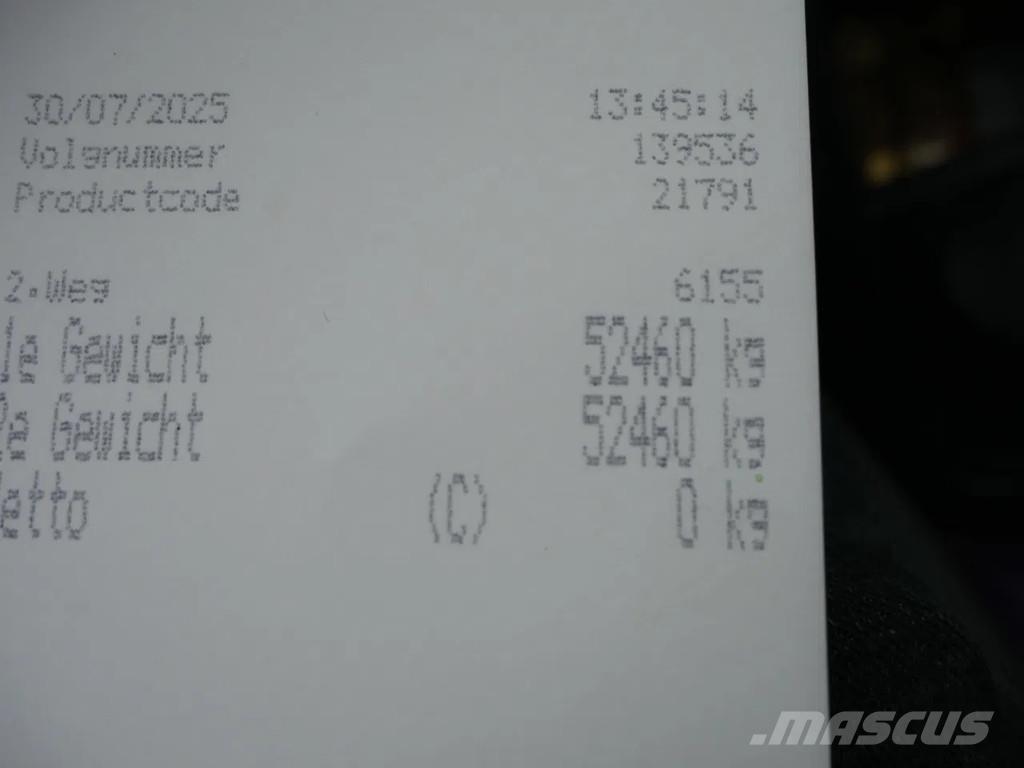 30/07/2025 13:45:14
Volgnummer 139536
Productcode 21791
2.Weg 6155
Gewicht 52460 kg
Gewicht 52460 kg
etto (C) 0 kg
.MASCUS